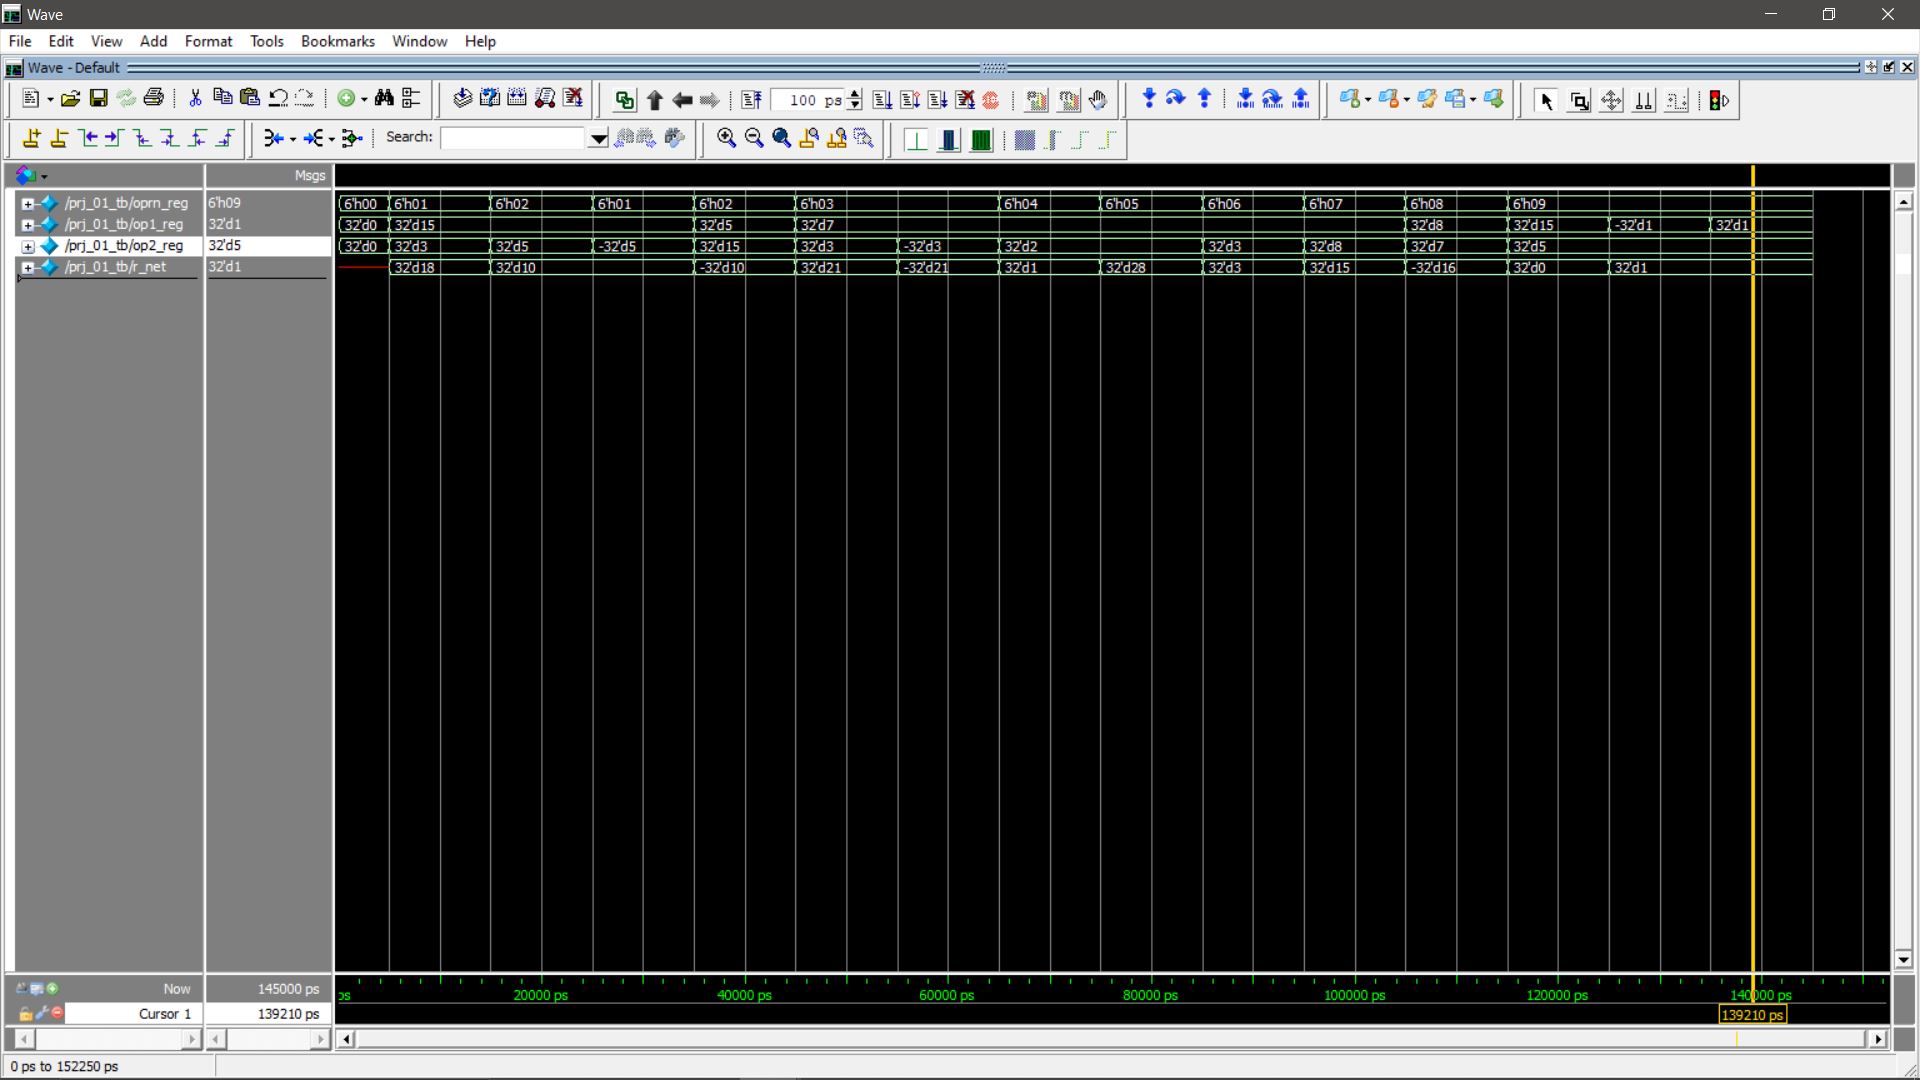 Wave
File Edit View Add Format Tools Bookmarks Window Help
Wave - Default
100 ps
Search:
Msgs
/prj_01_tb/oprn_reg 6'h09 6'h00 6'h01 6'h02 6'h01 6'h02 6'h03 6'h04 6'h05 6'h06 6'h07 6'h08 6'h09
/prj_01_tb/op1_reg 32'd1 32'd0 32'd15 32'd5 32'd7 32'd8 32'd15 -32'd1 32'd1
/prj_01_tb/op2_reg 32'd5 32'd0 32'd3 32'd5 -32'd5 32'd15 32'd3 -32'd3 32'd2 32'd3 32'd8 32'd7 32'd5
/prj_01_tb/r_net 32'd1 32'd18 32'd10 -32'd10 32'd21 -32'd21 32'd1 32'd28 32'd3 32'd15 -32'd16 32'd0 32'd1
Now 145000 ps ps 20000 ps 40000 ps 60000 ps 80000 ps 100000 ps 120000 ps 140000 ps
Cursor 1 139210 ps 139210 ps
0 ps to 152250 ps